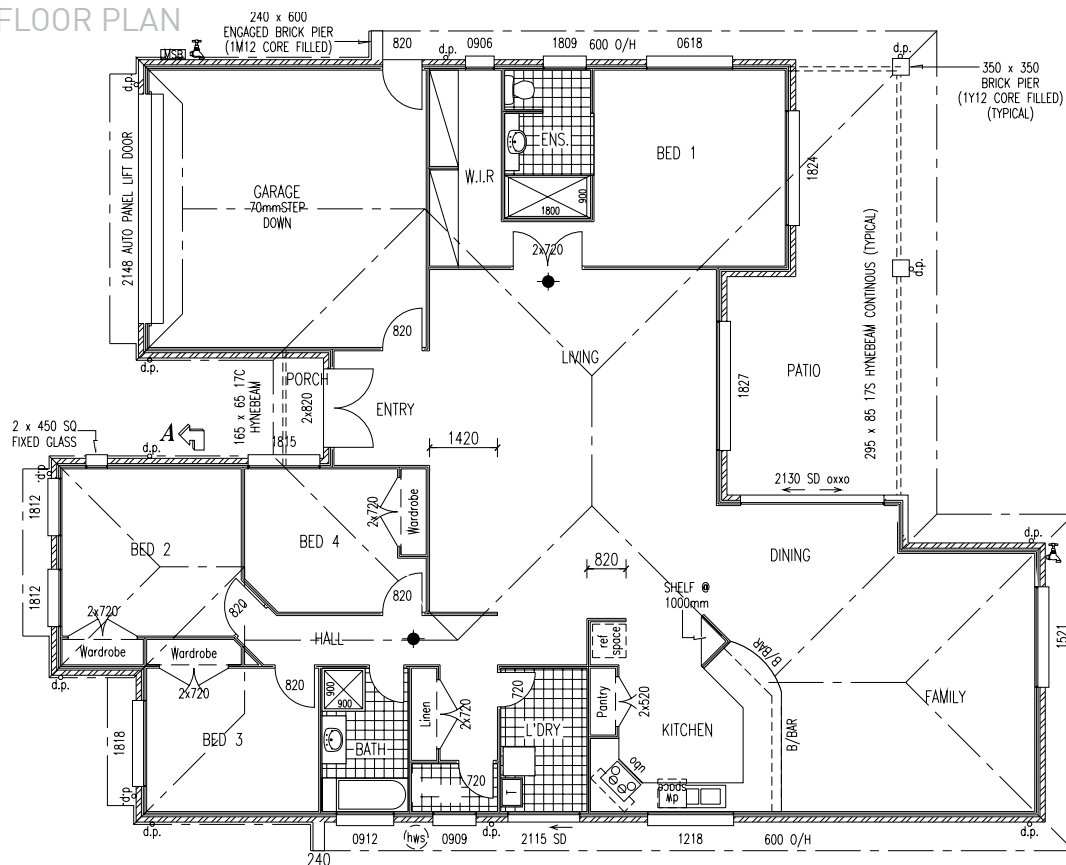 FLOOR PLAN
240 x 600
ENGAGED BRICK PIER
(1M12 CORE FILLED)
MSB
820
d.p.
0906
1809
600 O/H
0618
d.p.
350 x 350
BRICK PIER
(1Y12 CORE FILLED)
(TYPICAL)
d.p.
2148 AUTO PANEL LIFT DOOR
GARAGE
70mmSTEP
DOWN
W.I.R
ENS.
BED 1
1824
900
1800
2x720
d.p.
295 x 85 17S HYNEBEAM CONTINOUS (TYPICAL)
820
d.p.
LIVING
PORCH
165 x 65 17C
HYNEBEAM
2x820
ENTRY
1827
PATIO
2 x 450 SQ
FIXED GLASS
A
d.p.
1815
1420
d.p.
2130 SD oxxo
1812
BED 2
BED 4
2x720
Wardrobe
DINING
d.p.
1812
820
820
820
SHELF @
1000mm
2x720
Wardrobe
Wardrobe
2x720
HALL
ref
space
B/BAR
1521
d.p.
820
900
900
Linen
2x720
720
Pantry
2x520
KITCHEN
B/BAR
FAMILY
1818
BED 3
BATH
L'DRY
ubo
720
T
dw
space
d.p.
d.p.
0912
hws
0909
d.p.
2115 SD
1218
600 O/H
d.p.
240